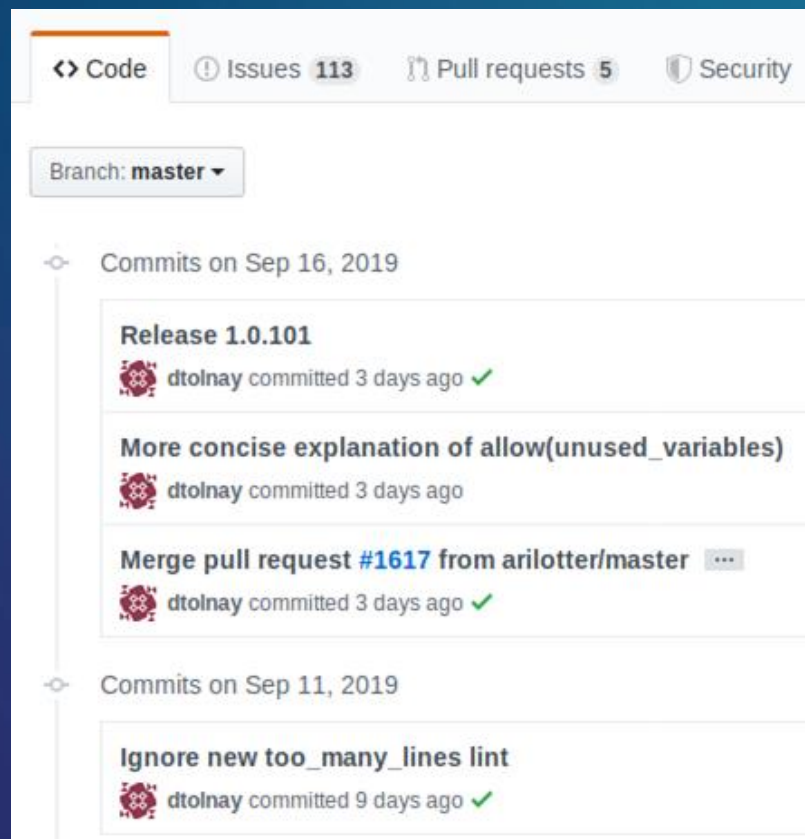 Code Issues 113 Pull requests 5 Security
Branch: master
Commits on Sep 16, 2019
Release 1.0.101
dtolnay committed 3 days ago
More concise explanation of allow(unused_variables)
dtolnay committed 3 days ago
Merge pull request #1617 from arilotter/master ...
dtolnay committed 3 days ago
Commits on Sep 11, 2019
Ignore new too_many_lines lint
dtolnay committed 9 days ago